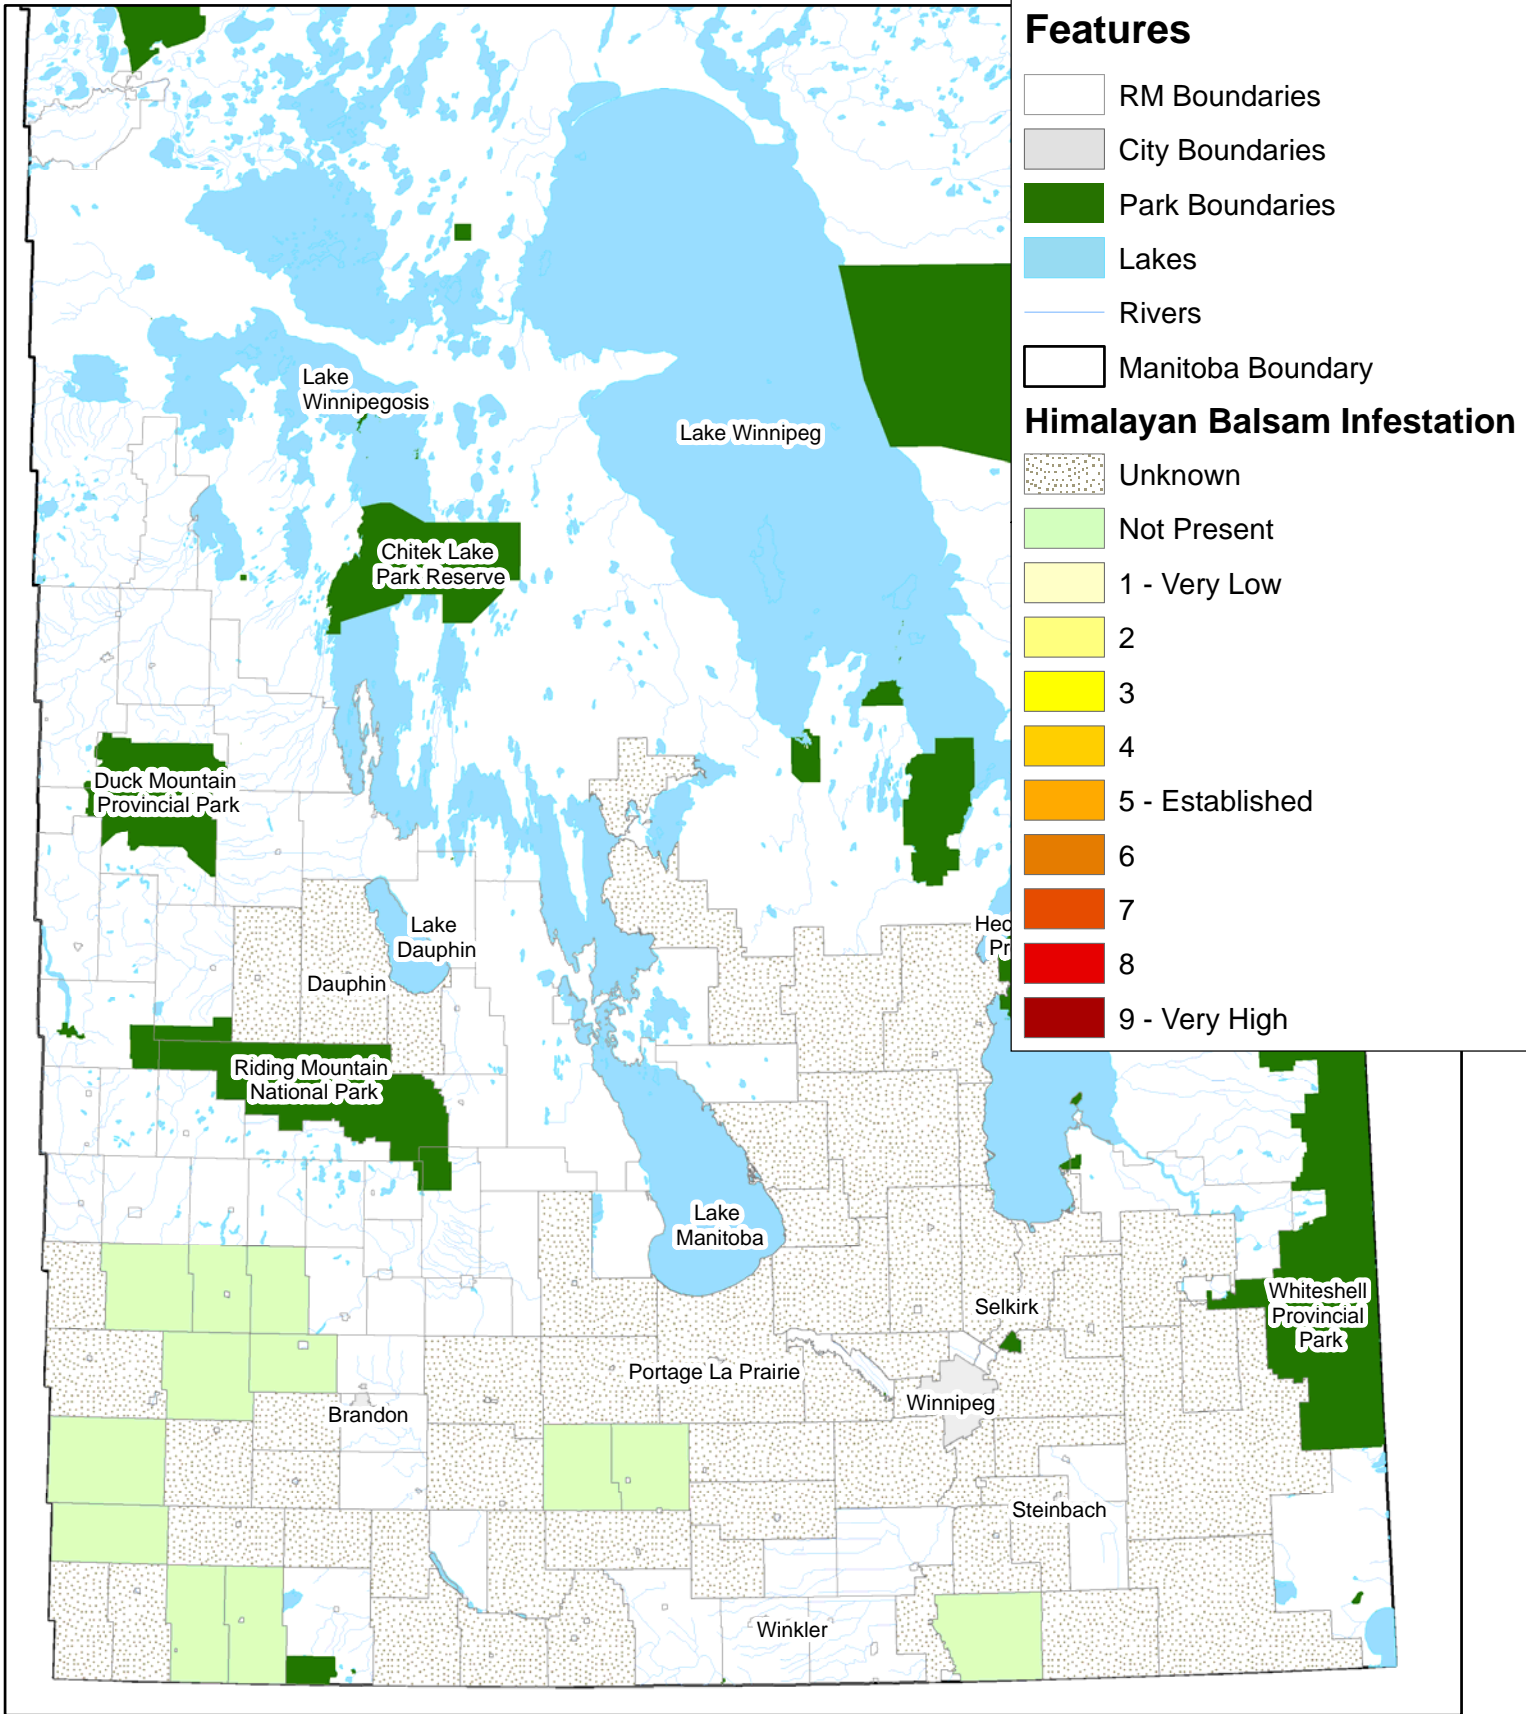 Features
RM Boundaries
City Boundaries
Park Boundaries
Lakes
Rivers
Manitoba Boundary
Himalayan Balsam Infestation
Unknown
Not Present
1 - Very Low
2
3
4
5 - Established
6
7
8
9 - Very High
Lake
Winnipegosis
Lake Winnipeg
Chitek Lake
Park Reserve
Duck Mountain
Provincial Park
Lake
Dauphin
Dauphin
Hec
Pr
Riding Mountain
National Park
Lake
Manitoba
Selkirk
Whiteshell
Provincial
Park
Portage La Prairie
Winnipeg
Brandon
Steinbach
Winkler